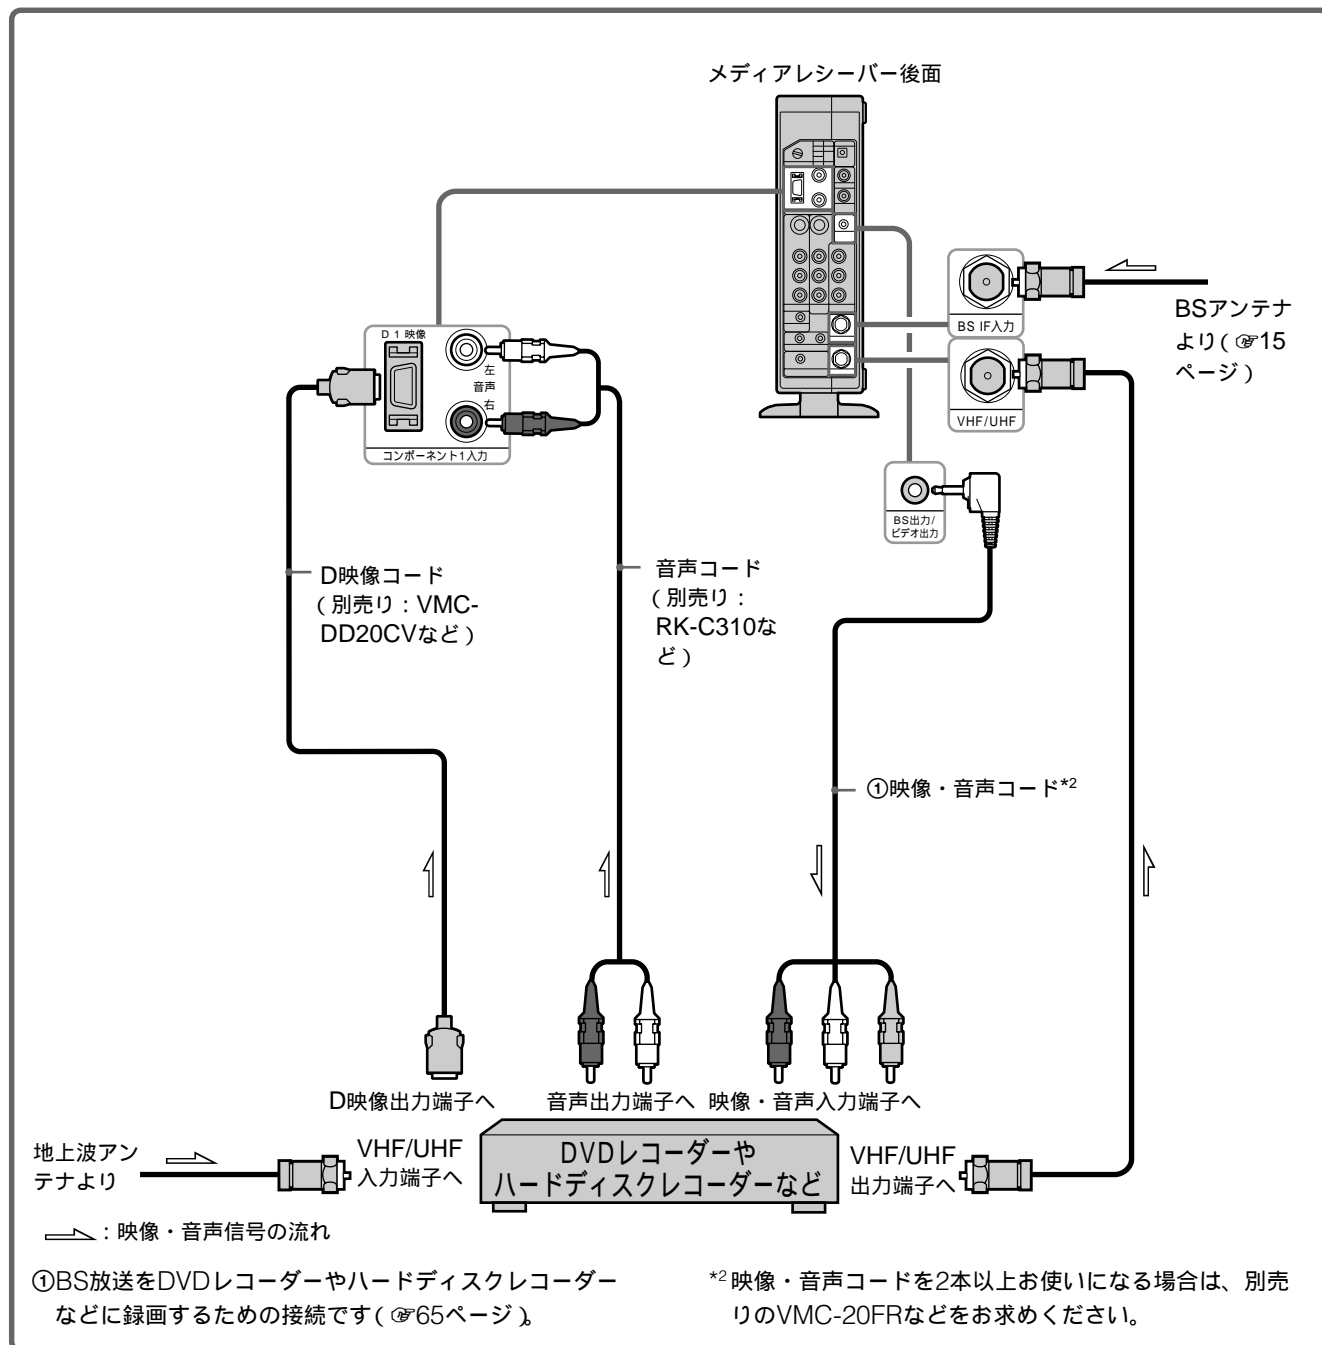 メディアレシーバー後面
D 1 映像
左
音声
右
コンポーネント1入力
BS IF入力
VHF/UHF
BSアンテナ
より(☞15
ページ)
BS出力/
ビデオ出力
D映像コード
(別売り：VMC-
DD20CVなど)
音声コード
(別売り：
RK-C310な
ど)
①映像・音声コード*2
D映像出力端子へ
音声出力端子へ
映像・音声入力端子へ
地上波アン
テナより
VHF/UHF
入力端子へ
DVDレコーダーや
ハードディスクレコーダーなど
VHF/UHF
出力端子へ
：映像・音声信号の流れ
①BS放送をDVDレコーダーやハードディスクレコーダー
などに録画するための接続です(☞65ページ)。
*2 映像・音声コードを2本以上お使いになる場合は、別売
りのVMC-20FRなどをお求めください。